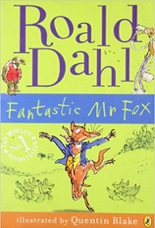 Roald
Dahl
Fantastic Mr Fox
illustrated by Quentin Blake